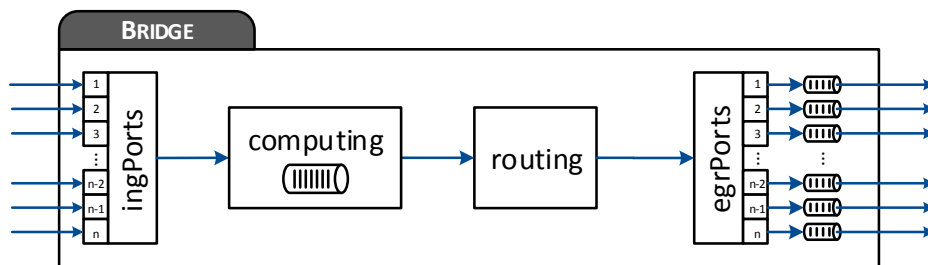 BRIDGE
1
2
3
...
n-2
n-1
n
ingPorts
computing
routing
egrPorts
1
2
3
...
n-2
n-1
n
...